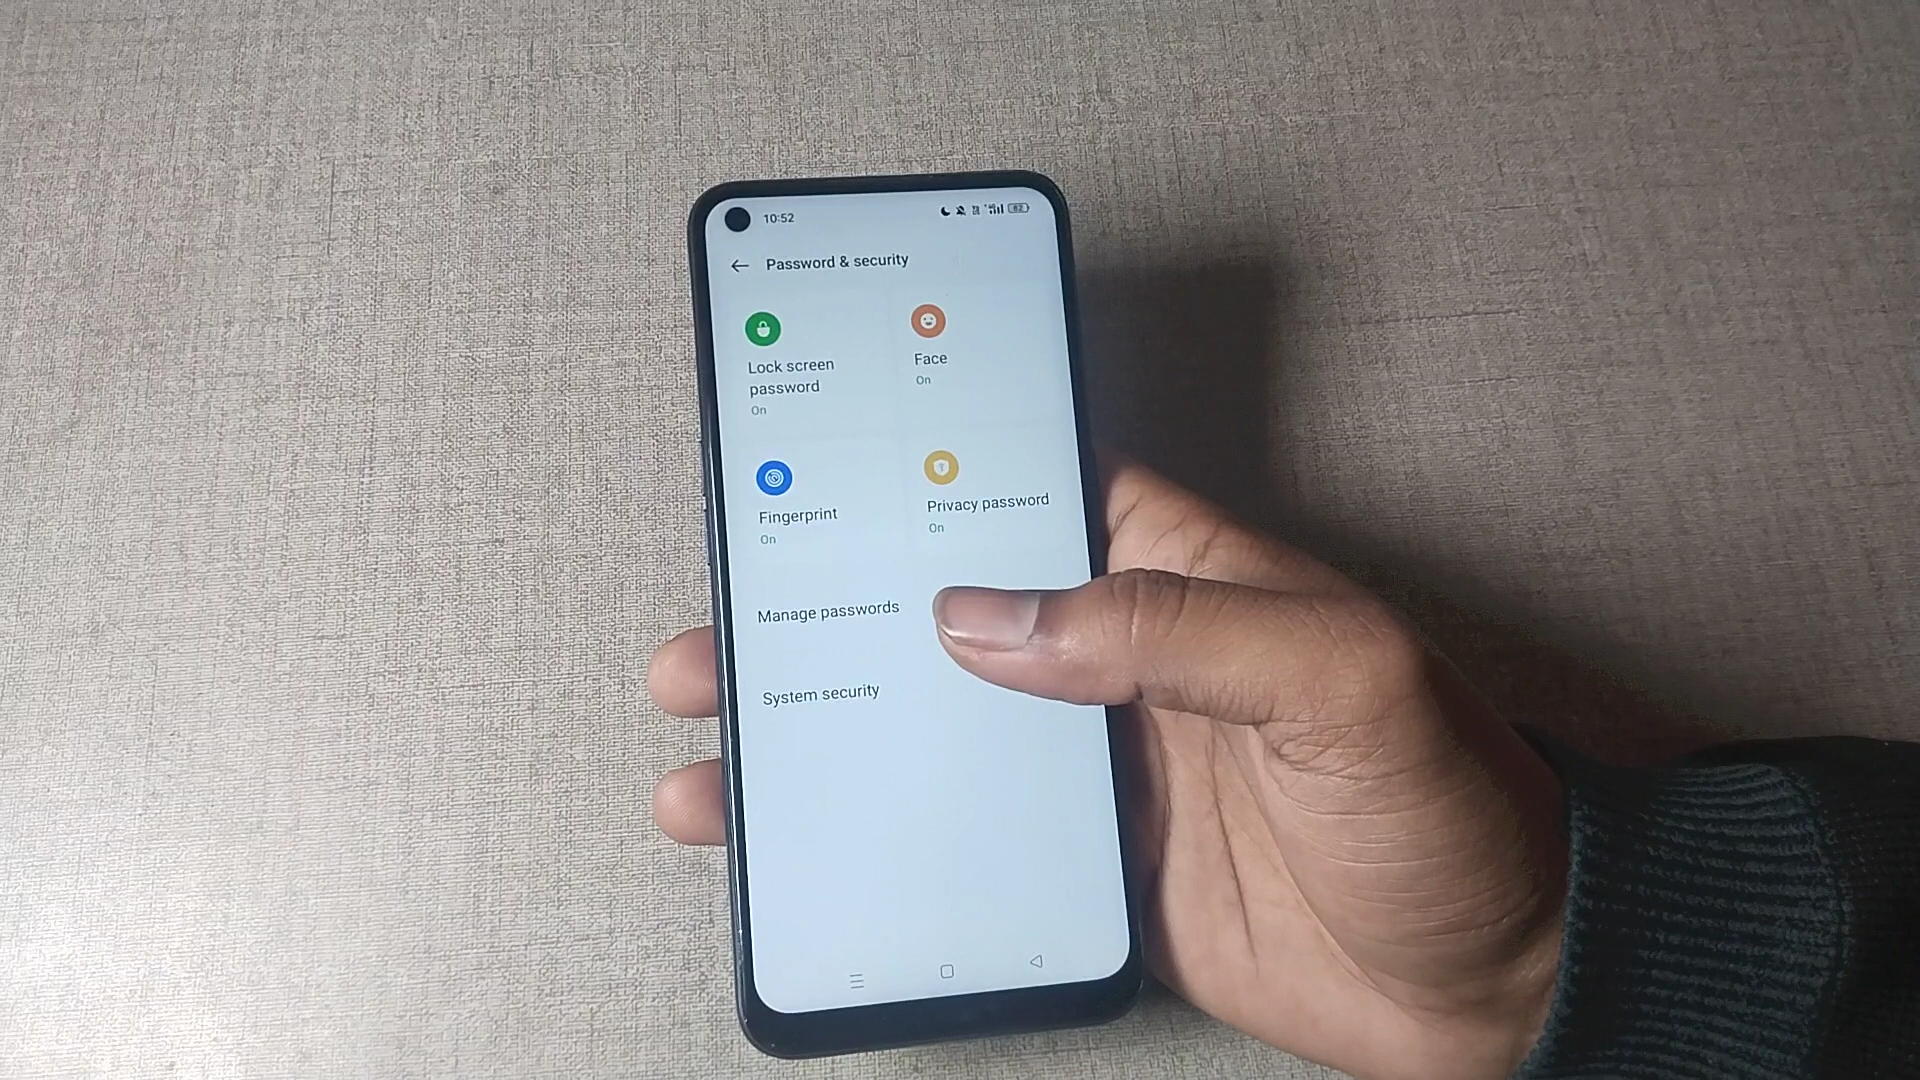 10:52
62
Password & security
Lock screen
password
On
Face
On
Fingerprint
On
Privacy password
On
Manage passwords
System security